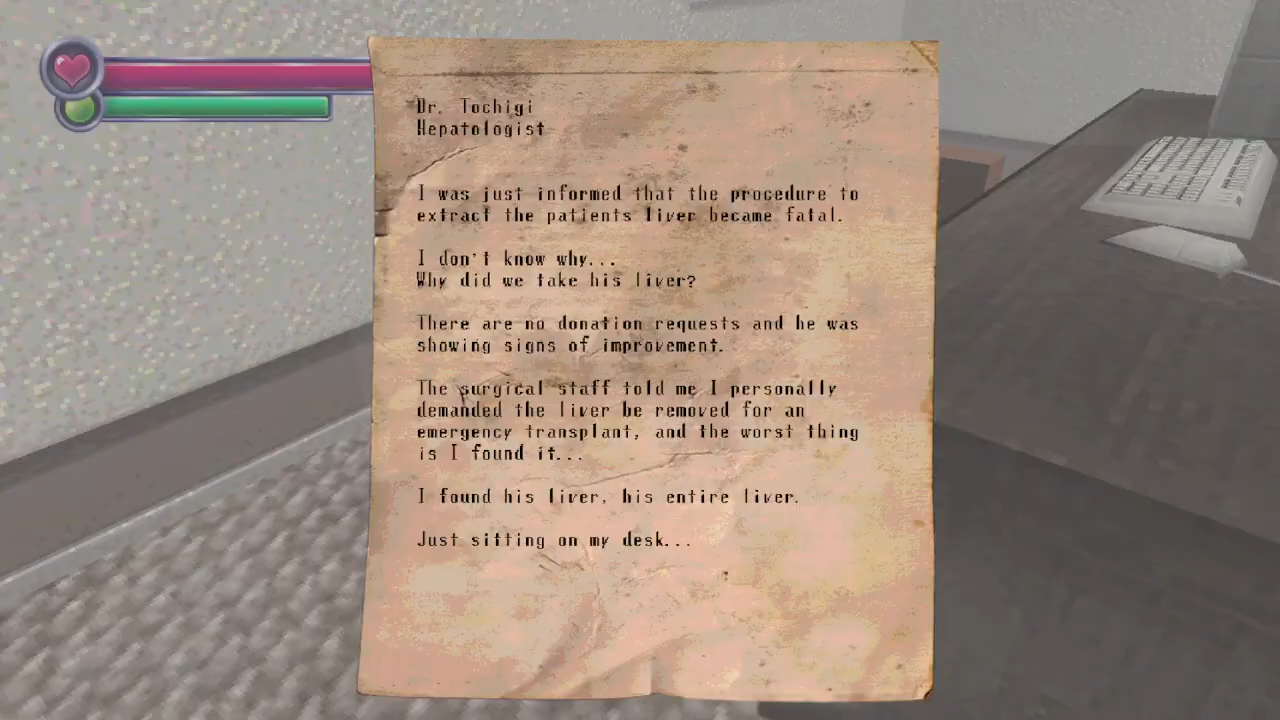 Dr. Tochigi
Hepatologist
I was just informed that the procedure to
extract the patients liver became fatal.
I don't know why...
Why did we take his liver?
There are no donation requests and he was
showing signs of improvement.
The surgical staff told me I personally
demanded the liver be removed for an
emergency transplant, and the worst thing
is I found it...
I found his liver, his entire liver.
Just sitting on my desk...